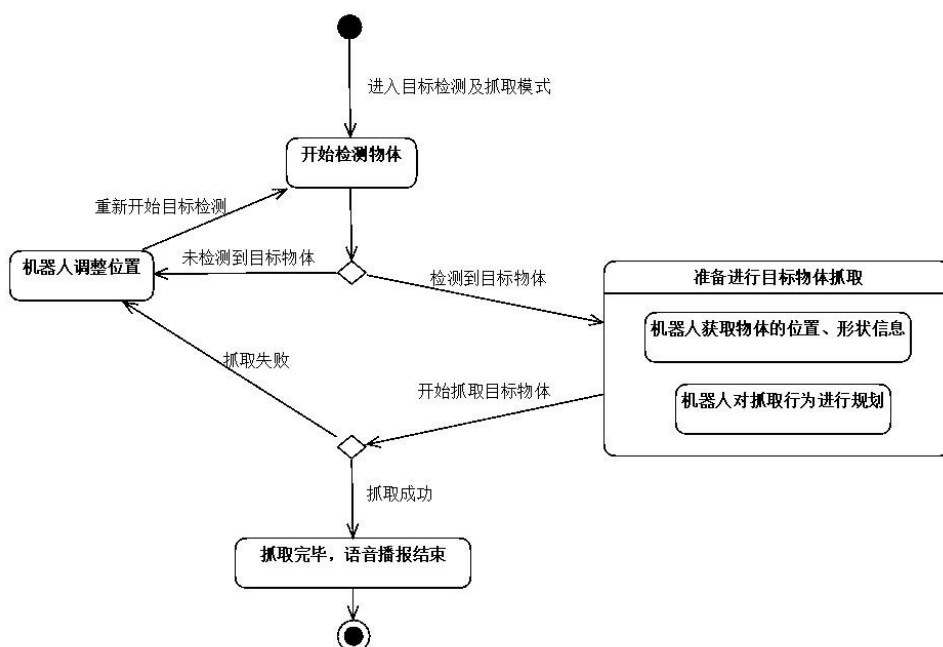 进入目标检测及抓取模式
开始检测物体
重新开始目标检测
机器人调整位置
未检测到目标物体
检测到目标物体
准备进行目标物体抓取
机器人获取物体的位置、形状信息
抓取失败
开始抓取目标物体
机器人对抓取行为进行规划
抓取成功
抓取完毕，语音播报结束